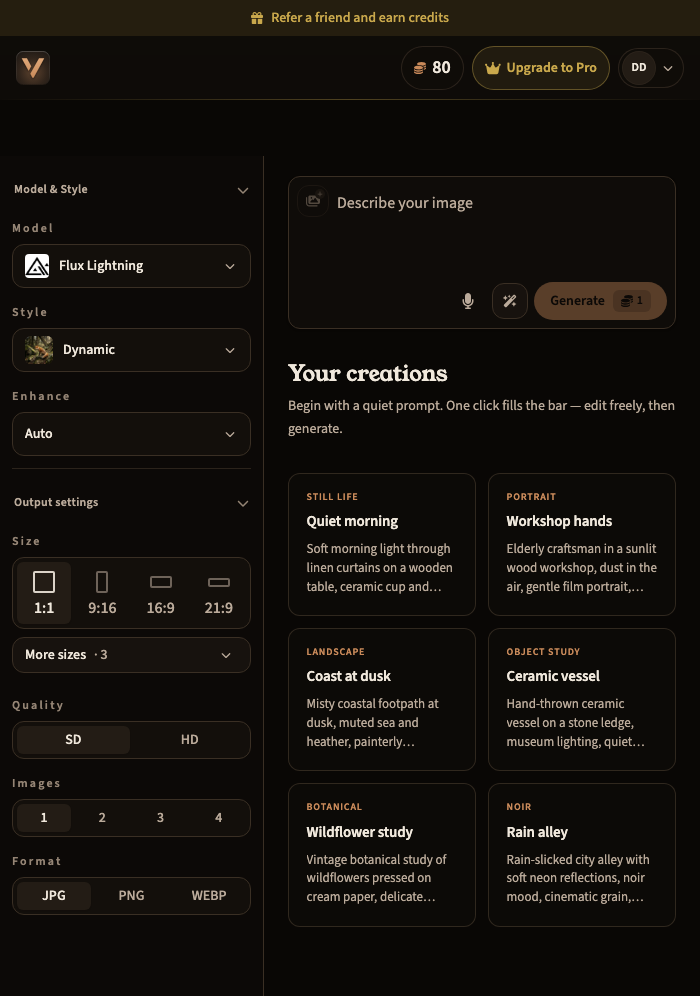 Refer a friend and earn credits
80
Upgrade to Pro
DD
Model & Style
Model
Flux Lightning
Style
Dynamic
Enhance
Auto
Output settings
Size
1:1
9:16
16:9
21:9
More sizes · 3
Quality
SD
HD
Images
1
2
3
4
Format
JPG
PNG
WEBP
Describe your image
Generate
1
Your creations
Begin with a quiet prompt. One click fills the bar — edit freely, then
generate.
STILL LIFE
Quiet morning
Soft morning light through
linen curtains on a wooden
table, ceramic cup and…
PORTRAIT
Workshop hands
Elderly craftsman in a sunlit
wood workshop, dust in the
air, gentle film portrait,…
LANDSCAPE
Coast at dusk
Misty coastal footpath at
dusk, muted sea and
heather, painterly…
OBJECT STUDY
Ceramic vessel
Hand-thrown ceramic
vessel on a stone ledge,
museum lighting, quiet…
BOTANICAL
Wildflower study
Vintage botanical study of
wildflowers pressed on
cream paper, delicate…
NOIR
Rain alley
Rain-slicked city alley with
soft neon reflections, noir
mood, cinematic grain,…